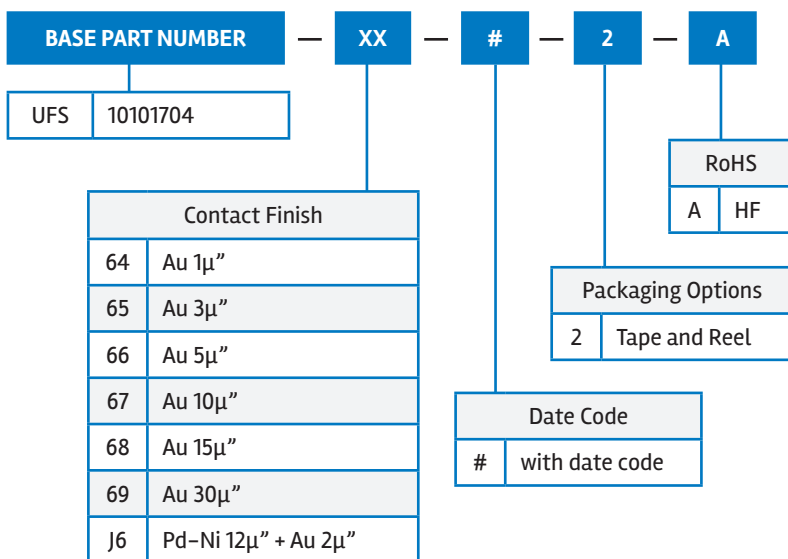 BASE PART NUMBER — XX — # — 2 — A
UFS 10101704
RoHS
A HF
Contact Finish
64 Au 1µ”
65 Au 3µ”
66 Au 5µ”
67 Au 10µ”
68 Au 15µ”
69 Au 30µ”
J6 Pd–Ni 12µ” + Au 2µ”
Packaging Options
2 Tape and Reel
Date Code
# with date code